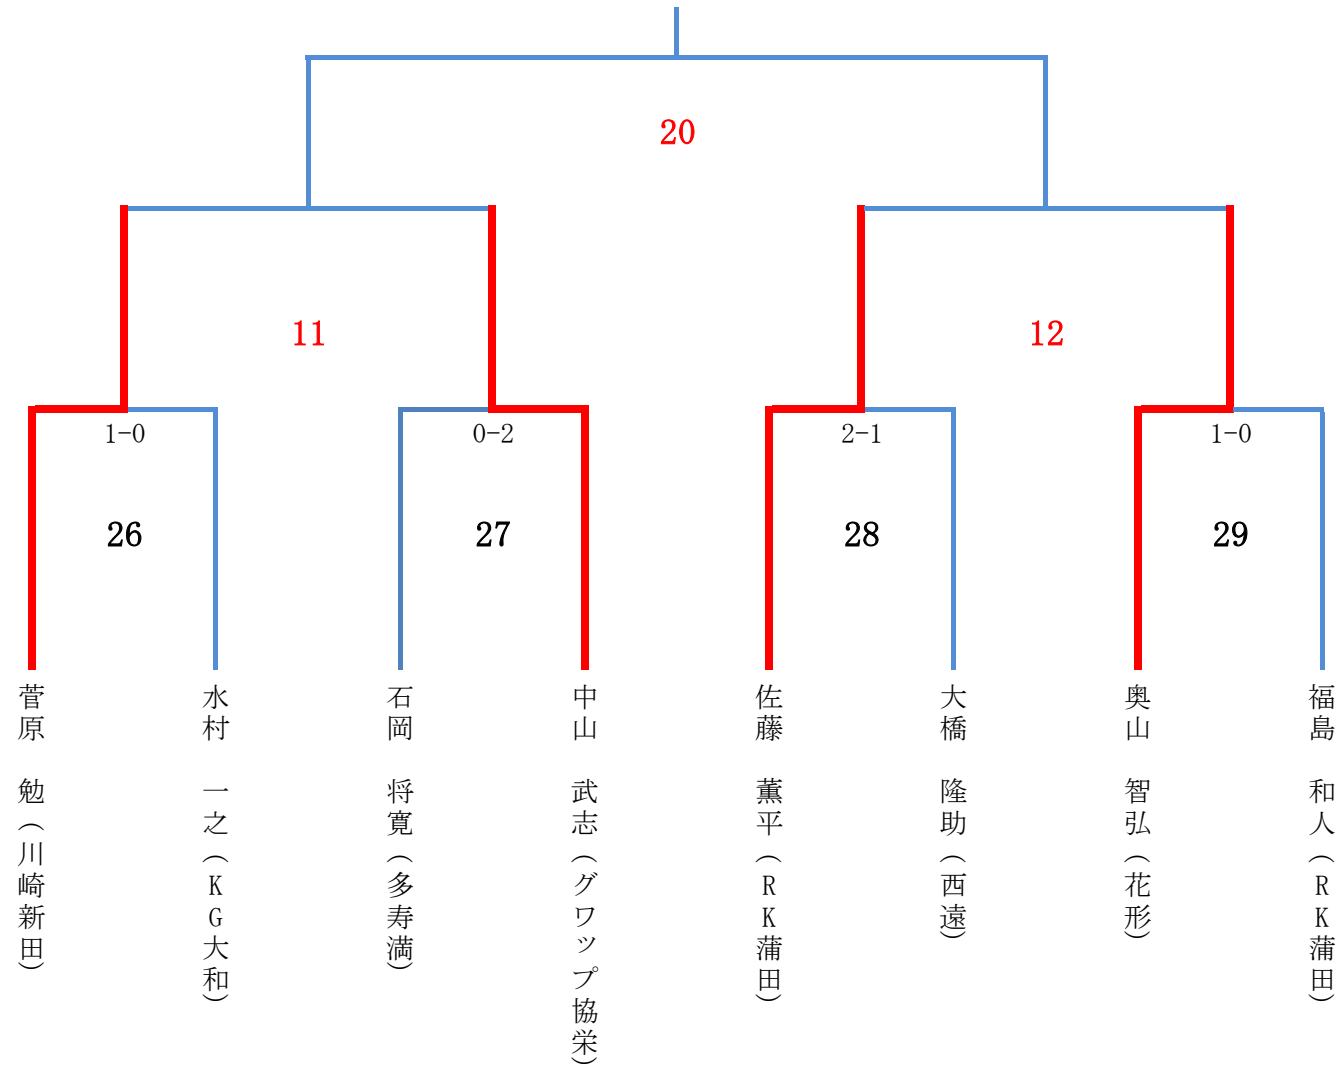 20
11
12
1-0
0-2
2-1
1-0
26
27
28
29
菅原　勉（川崎新田）
水村　一之（KG大和）
石岡　将寛（多寿満）
中山　武志（グワップ協栄）
佐藤　薫平（RK蒲田）
大橋　隆助（西遠）
奥山　智弘（花形）
福島　和人（RK蒲田）